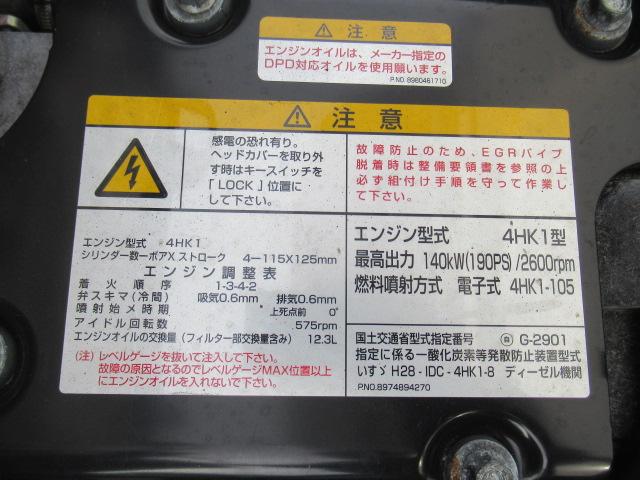 注 意
エンジンオイルは、メーカー指定の
DPD対応オイルを使用願います。
P.NO. 8980461710
注 意
感電の恐れ有り。
ヘッドカバーを取り外
す時はキースイッチを
「 LOCK 」位置に
して下さい。
故障防止のため、EGRパイプ
脱着時は整備要領書を参照の上
必ず組付け手順を守って作業し
て下さい。
エンジン型式 4HK1
シリンダー数ーボアX ストローク 4-115X125mm
エ ン ジ ン 調 整 表
着 火 順 序 1-3-4-2
弁スキマ(冷間) 吸気0.6mm 排気0.6mm
噴 射 始 メ 時 期 上死点前 0°
アイドル回転数 575rpm
エンジンオイルの交換量 (フィルター部交換量含み) 12.3L
(注) レベルゲージを抜いて注入して下さい。
故障の原因となるのでレベルゲージMAX位置以上
にエンジンオイルを入れないで下さい。
エンジン型式 4HK1型
最高出力 140kW(190PS) /2600rpm
燃料噴射方式 電子式 4HK1-105
国土交通省型式指定番号 自 G-2901
指定に係る一酸化炭素等発散防止装置型式
いすゞ H28 - IDC - 4HK1-8 ディーゼル機関
P.NO.8974894270